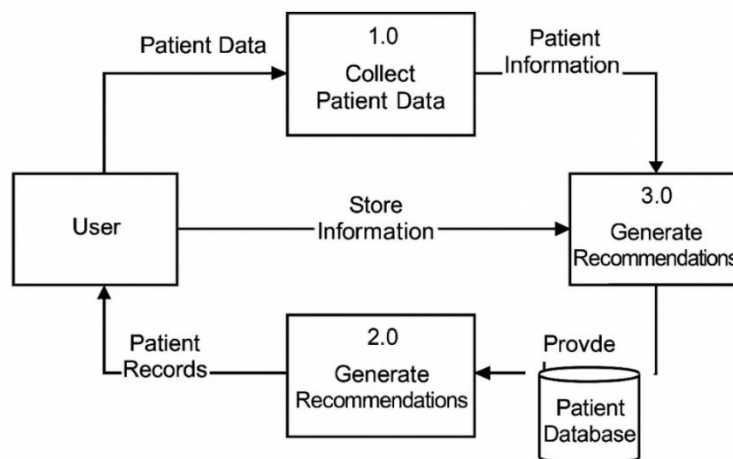 Patient Data
1.0
Collect
Patient Data
Patient
Information
User
Store
Information
3.0
Generate
Recommendations
Patient
Records
2.0
Generate
Recommendations
Provde
Patient
Database